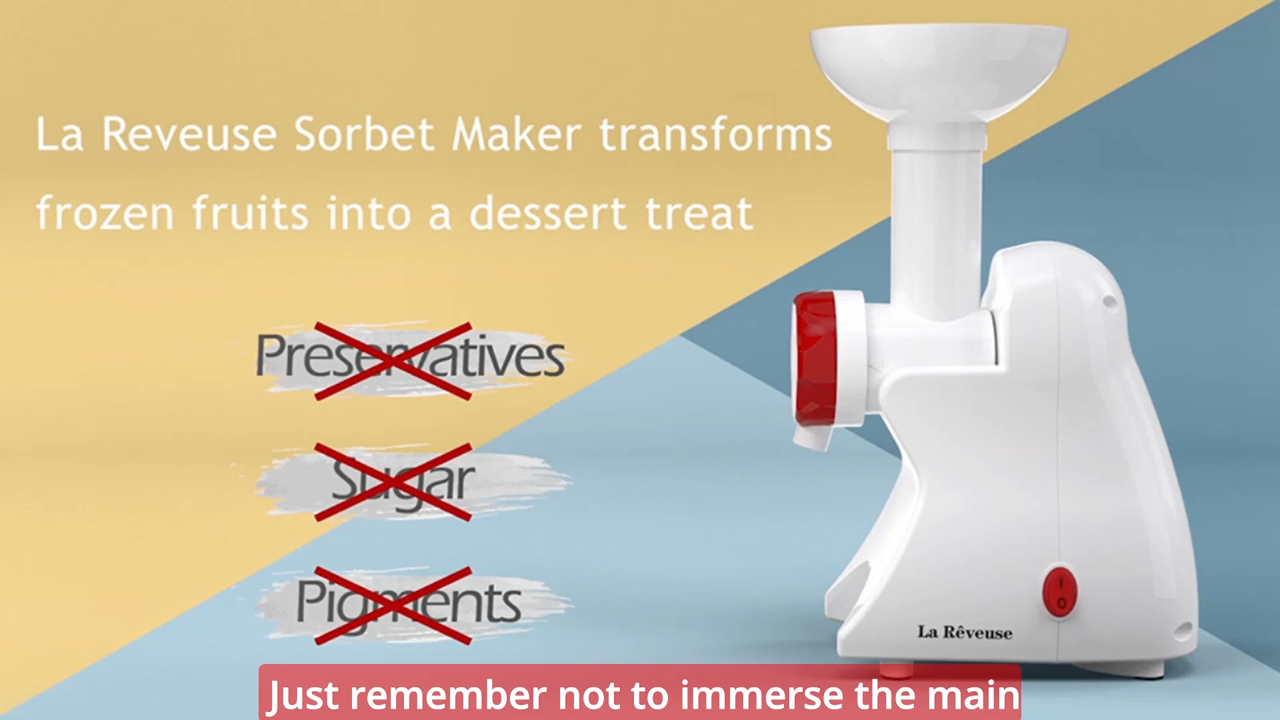 La Reveuse Sorbet Maker transforms
frozen fruits into a dessert treat
Preservatives
Sugar
Pigments
I
O
La Rêveuse
Just remember not to immerse the main